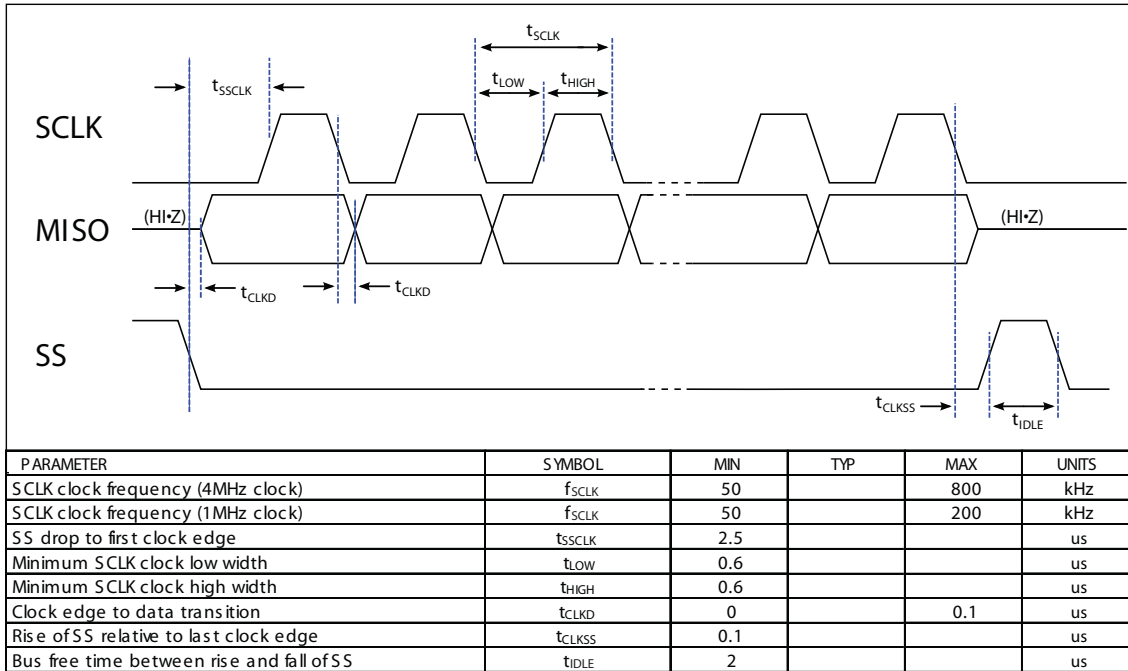 tSCLK
tSSCLK
tLOW
tHIGH
SCLK
MISO
(HI•Z)
(HI•Z)
tCLKD
tCLKD
SS
tCLKSS
tIDLE
PARAMETER SYMBOL MIN TYP MAX UNITS
SCLK clock frequency (4MHz clock) fSCLK 50 800 kHz
SCLK clock frequency (1MHz clock) fSCLK 50 200 kHz
SS drop to first clock edge tSSCLK 2.5 us
Minimum SCLK clock low width tLOW 0.6 us
Minimum SCLK clock high width tHIGH 0.6 us
Clock edge to data transition tCLKD 0 0.1 us
Rise of SS relative to last clock edge tCLKSS 0.1 us
Bus free time between rise and fall of SS tIDLE 2 us